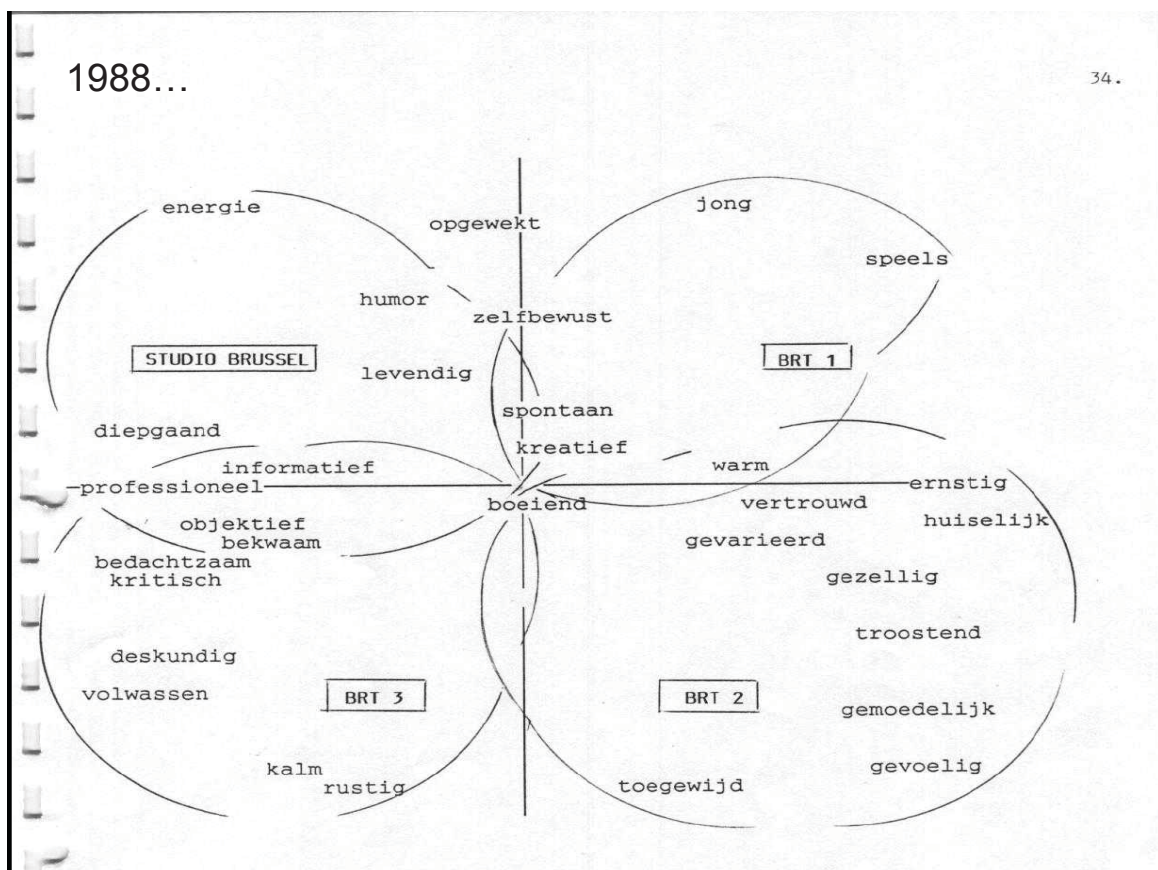 1988...
34.
energie
jong
opgewekt
speels
humor
zelfbewust
STUDIO BRUSSEL
BRT 1
levendig
spontaan
diepgaand
kreatief
informatief
warm
professioneel
ernstig
boeiend
vertrouwd
objektief
huiselijk
bekwaam
gevarieerd
bedachtzaam
kritisch
gezellig
troostend
deskundig
volwassen
BRT 3
BRT 2
gemoedelijk
kalm
gevoelig
rustig
toegewijd